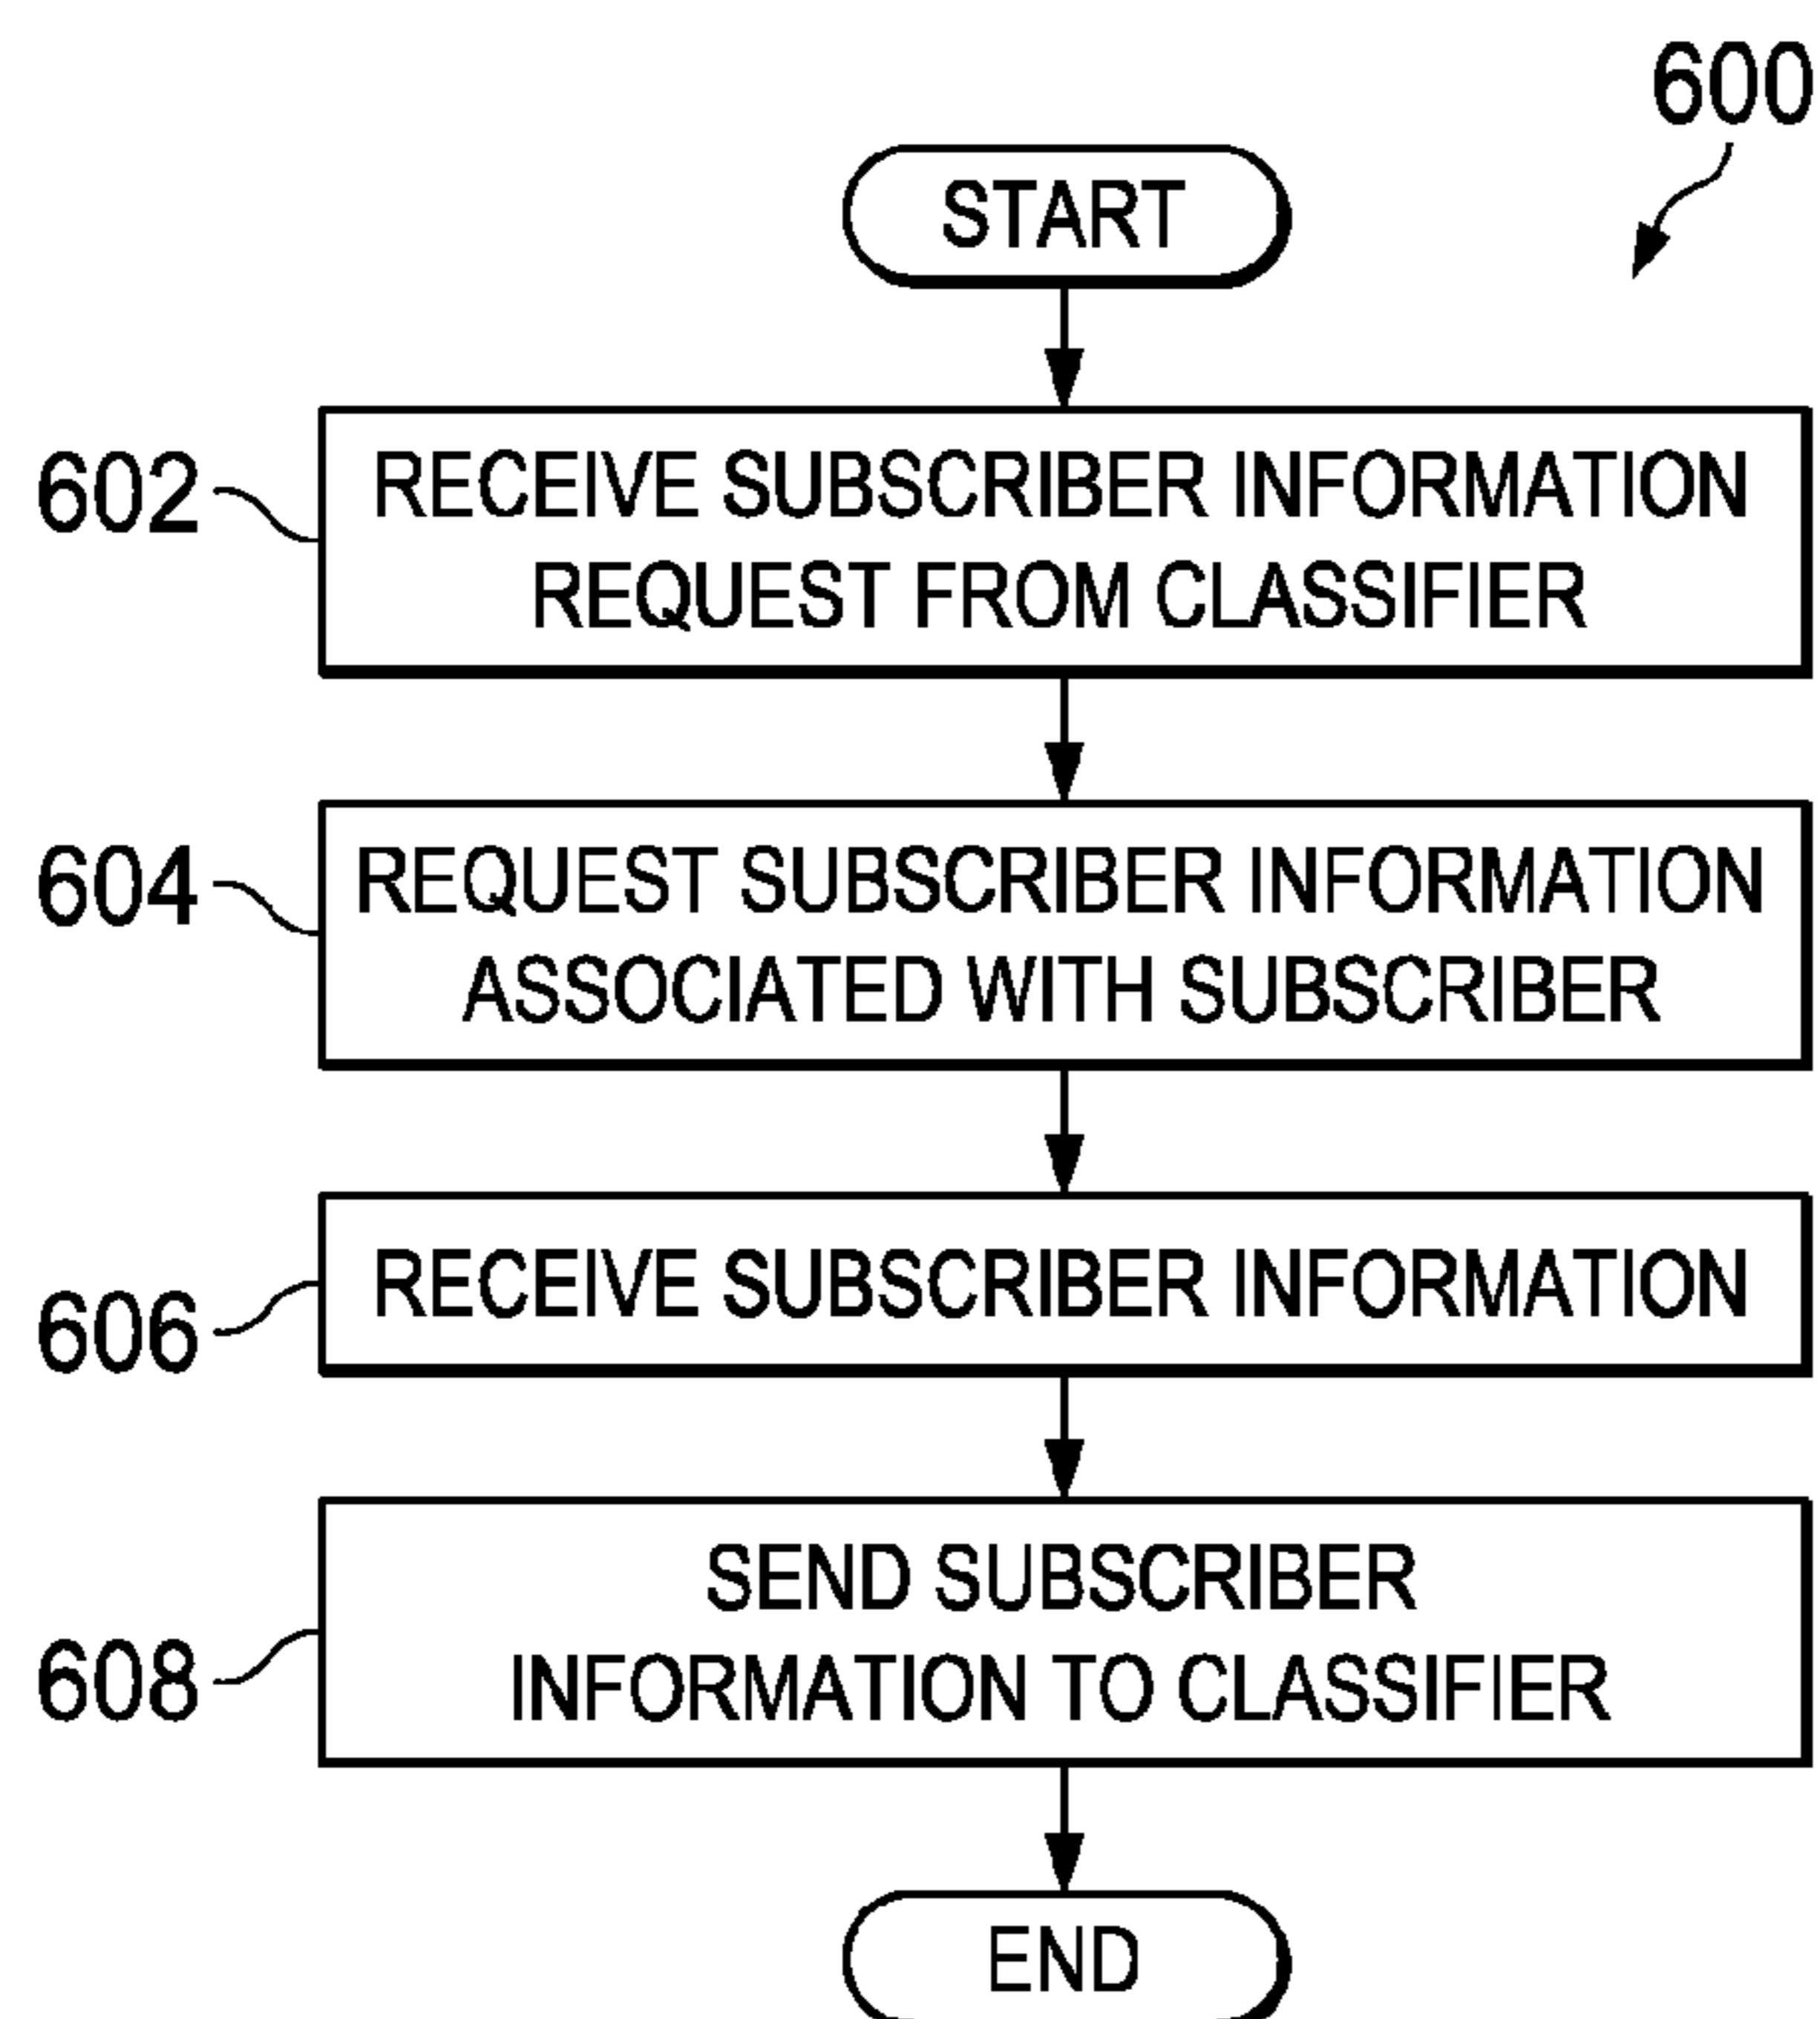 600
START
602
RECEIVE SUBSCRIBER INFORMATION
REQUEST FROM CLASSIFIER
604
REQUEST SUBSCRIBER INFORMATION
ASSOCIATED WITH SUBSCRIBER
606
RECEIVE SUBSCRIBER INFORMATION
608
SEND SUBSCRIBER
INFORMATION TO CLASSIFIER
END